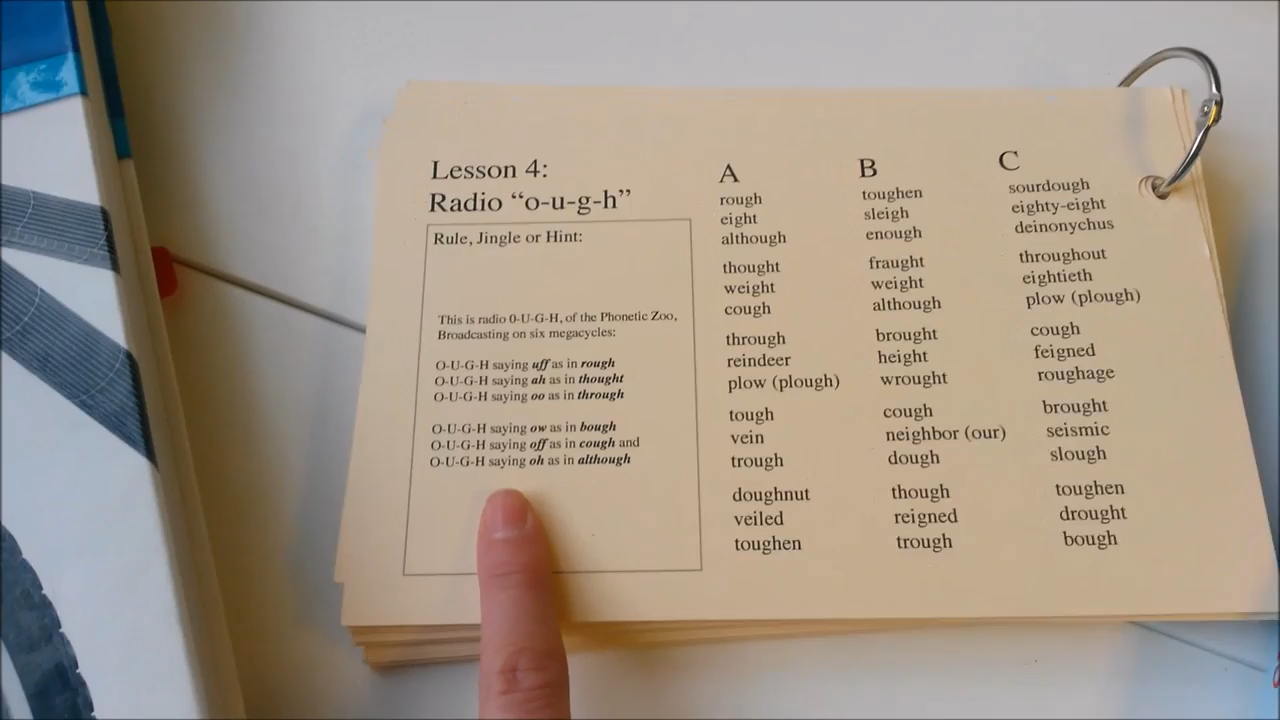 Lesson 4:
Radio "o-u-g-h"
Rule, Jingle or Hint:
This is radio 0-U-G-H, of the Phonetic Zoo,
Broadcasting on six megacycles:
O-U-G-H saying uff as in rough
O-U-G-H saying ah as in thought
O-U-G-H saying oo as in through
O-U-G-H saying ow as in bough
O-U-G-H saying off as in cough and
O-U-G-H saying oh as in although
A
rough
eight
although
thought
weight
cough
through
reindeer
plow (plough)
tough
vein
trough
doughnut
veiled
toughen
B
toughen
sleigh
enough
fraught
weight
although
brought
height
wrought
cough
neighbor (our)
dough
though
reigned
trough
C
sourdough
eighty-eight
deinonychus
throughout
eightieth
plow (plough)
cough
feigned
roughage
brought
seismic
slough
toughen
drought
bough